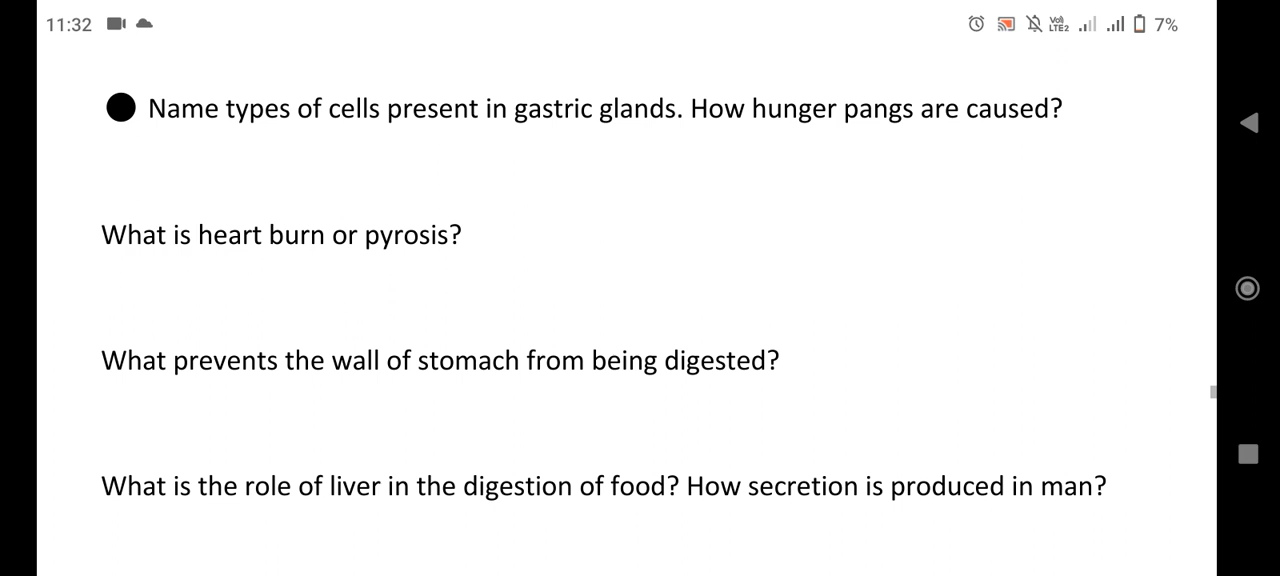 11:32
Vo) LTE2 7%
Name types of cells present in gastric glands. How hunger pangs are caused?
What is heart burn or pyrosis?
What prevents the wall of stomach from being digested?
What is the role of liver in the digestion of food? How secretion is produced in man?